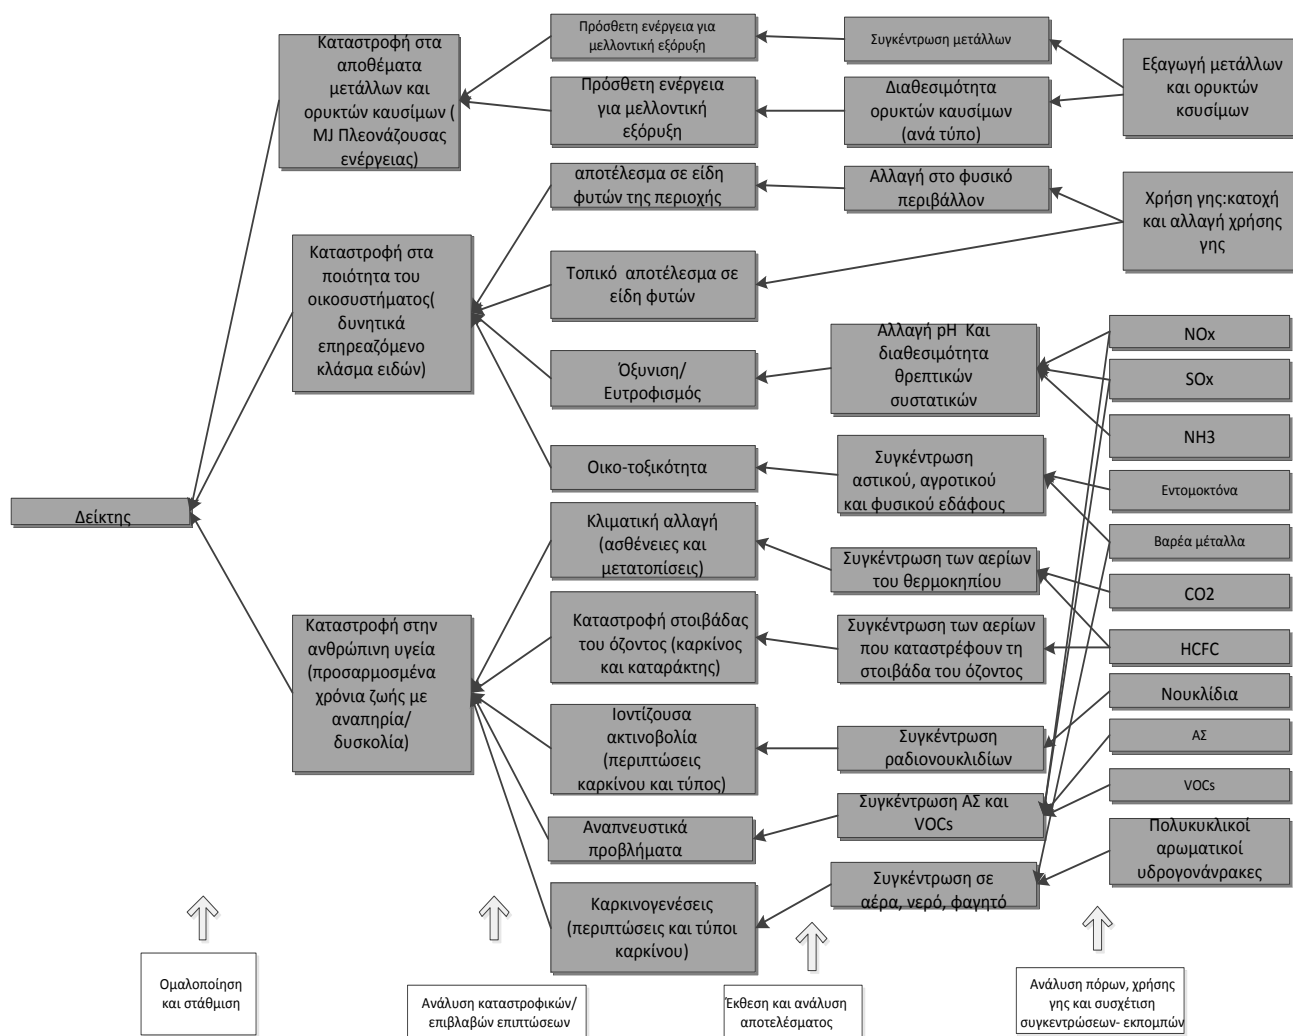 Καταστροφή στα
αποθέματα
μετάλλων και
ορυκτών καυσίμων (
MJ Πλεονάζουσας
ενέργειας)
Καταστροφή στα
ποιότητα του
οικοσυστήματος(
δυνητικά
επηρεαζόμενο
κλάσμα ειδών)
Δείκτης
Καταστροφή στην
ανθρώπινη υγεία
(προσαρμοσμένα
χρόνια ζωής με
αναπηρία/
δυσκολία)
Πρόσθετη ενέργεια για
μελλοντική εξόρυξη
Πρόσθετη ενέργεια
για μελλοντική
εξόρυξη
αποτέλεσμα σε είδη
φυτών της περιοχής
Τοπικό αποτέλεσμα σε
είδη φυτών
Όξυνιση/
Ευτροφισμός
Οικο-τοξικότητα
Κλιματική αλλαγή
(ασθένειες και
μετατοπίσεις)
Καταστροφή στοιβάδας
του όζοντος (καρκίνος
και καταράκτης)
Ιοντίζουσα
ακτινοβολία
(περιπτώσεις
καρκίνου και τύπος)
Αναπνευστικά
προβλήματα
Καρκινογενέσεις
(περιπτώσεις και τύποι
καρκίνου)
Συγκέντρωση μετάλλων
Διαθεσιμότητα
ορυκτών καυσίμων
(ανά τύπο)
Αλλαγή στο φυσικό
περιβάλλον
Αλλαγή pH Και
διαθεσιμότητα
θρεπτικών
συστατικών
Συγκέντρωση
αστικού, αγροτικού
και φυσικού εδάφους
Συγκέντρωση των αερίων
του θερμοκηπίου
Συγκέντρωση των αερίων
που καταστρέφουν τη
στοιβάδα του όζοντος
Συγκέντρωση
ραδιονουκλιδίων
Συγκέντρωση ΑΣ και
VOCs
Συγκέντρωση σε
αέρα, νερό, φαγητό
Εξαγωγή μετάλλων
και ορυκτών
κσυσίμων
Χρήση γης:κατοχή
και αλλαγή χρήσης
γης
NOx
SOx
NH3
Εντομοκτόνα
Βαρέα μέταλλα
CO2
HCFC
Νουκλίδια
ΑΣ
VOCs
Πολυκυκλικοί
αρωματικοί
υδρογονάνρακες
Ομαλοποίηση
και στάθμιση
Ανάλυση καταστροφικών/
επιβλαβών επιπτώσεων
Έκθεση και ανάλυση
αποτελέσματος
Ανάλυση πόρων, χρήσης
γης και συσχέτιση
συγκεντρώσεων- εκπομπών